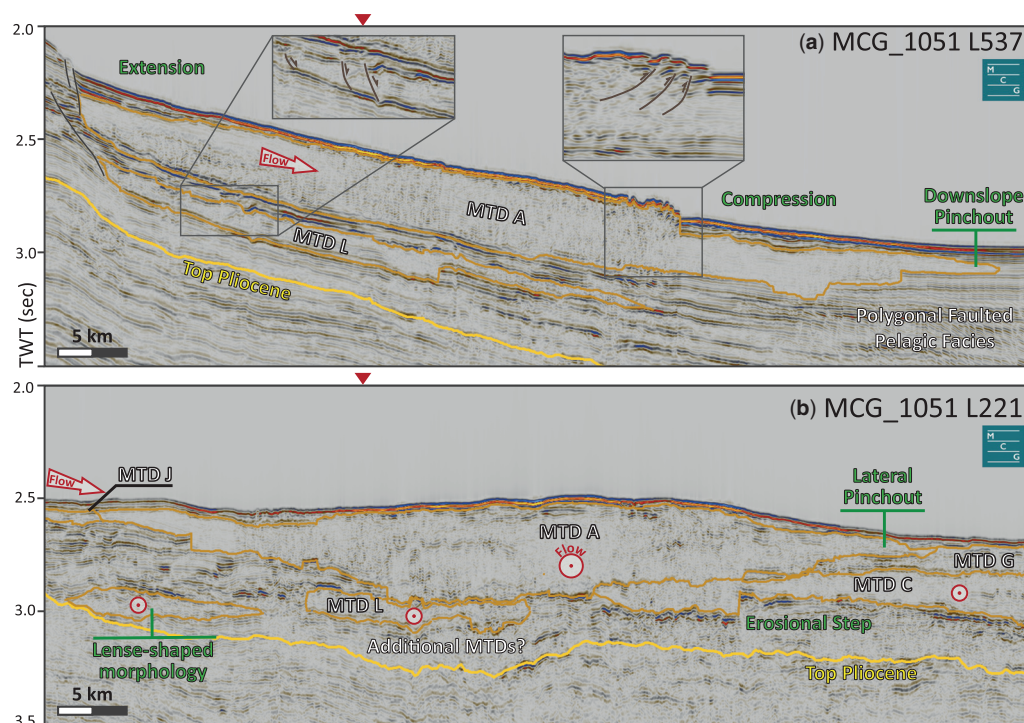 2.0
(a) MCG_1051 L537
M
C
G
Extension
2.5
Flow
Compression
Downslope
Pinchout
MTD A
MTD L
3.0
Top Pliocene
Polygonal Faulted
Pelagic Facies
TWT (sec)
5 km
2.0
(b) MCG_1051 L221
M
C
G
Flow
MTD J
Lateral
Pinchout
2.5
MTD A
Flow
MTD G
MTD C
MTD L
3.0
Erosional Step
Additional MTDs?
Lense-shaped
morphology
Top Pliocene
5 km
3.5